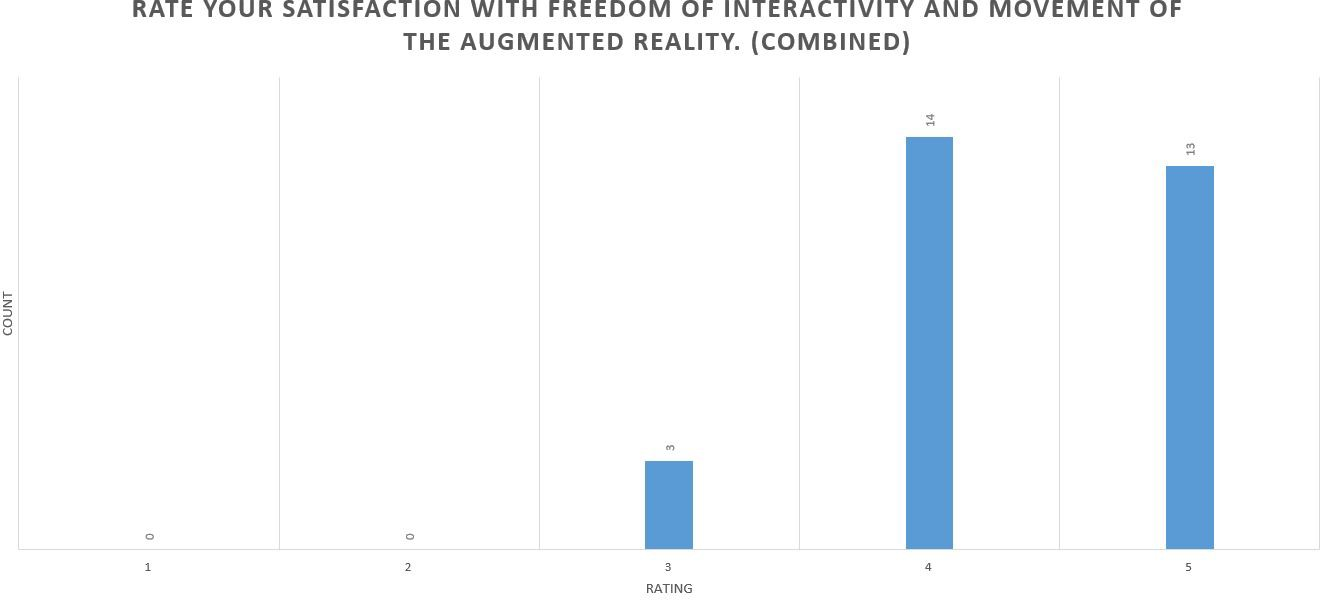 RATE YOUR SATISFACTION WITH FREEDOM OF INTERACTIVITY AND MOVEMENT OF
THE AUGMENTED REALITY. (COMBINED)
COUNT
0
0
3
14
13
1
2
3
4
5
RATING